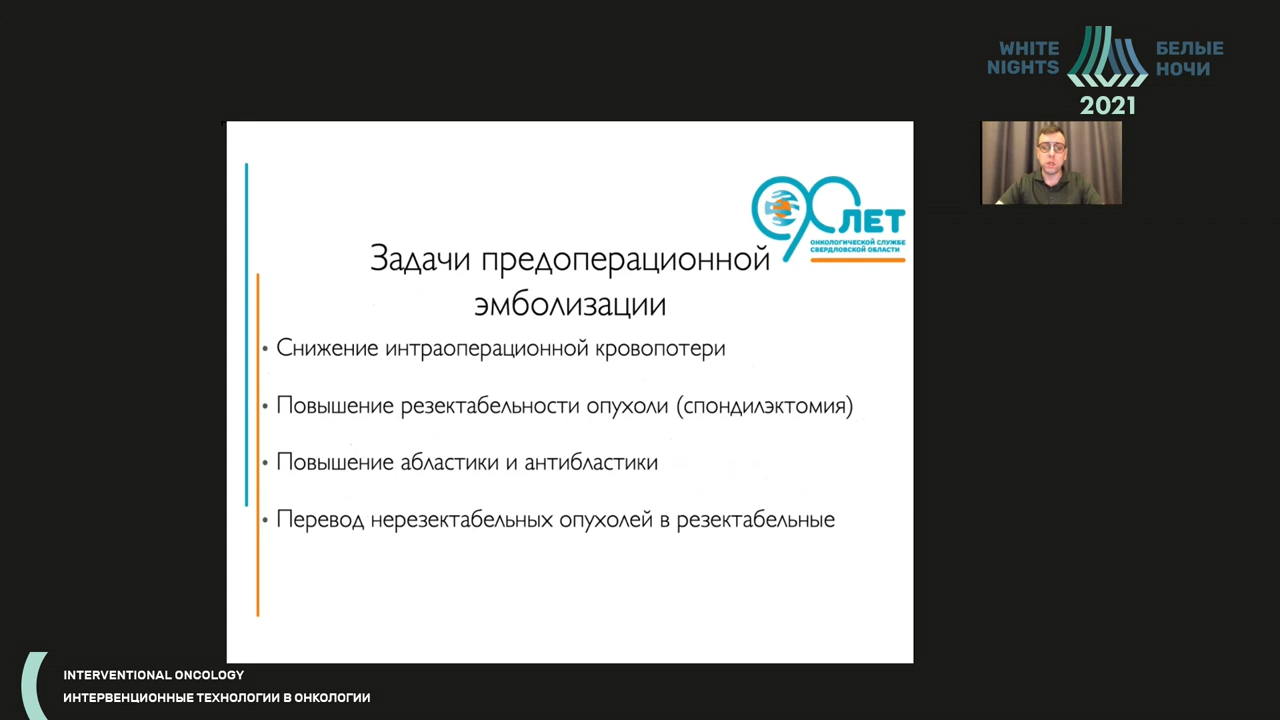 WHITE
NIGHTS
БЕЛЫЕ
НОЧИ
2021
90 ЛЕТ
ОНКОЛОГИЧЕСКОЙ СЛУЖБЕ
СВЕРДЛОВСКОЙ ОБЛАСТИ
Задачи предоперационной
эмболизации
• Снижение интраоперационной кровопотери
• Повышение резектабельности опухоли (спондилэктомия)
• Повышение абластики и антибластики
• Перевод нерезектабельных опухолей в резектабельные
INTERVENTIONAL ONCOLOGY
ИНТЕРВЕНЦИОННЫЕ ТЕХНОЛОГИИ В ОНКОЛОГИИ